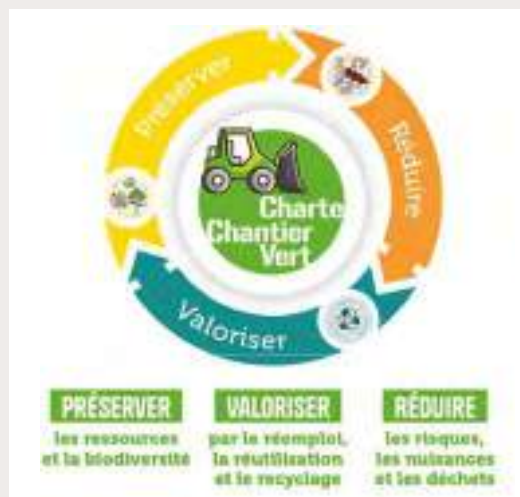 Préserver
Réduire
Charte
Chantier
Vert
Valoriser
PRÉSERVER
les ressources
et la biodiversité
VALORISER
par le réemploi,
la réutilisation
et le recyclage
RÉDUIRE
les risques,
les nuisances
et les déchets